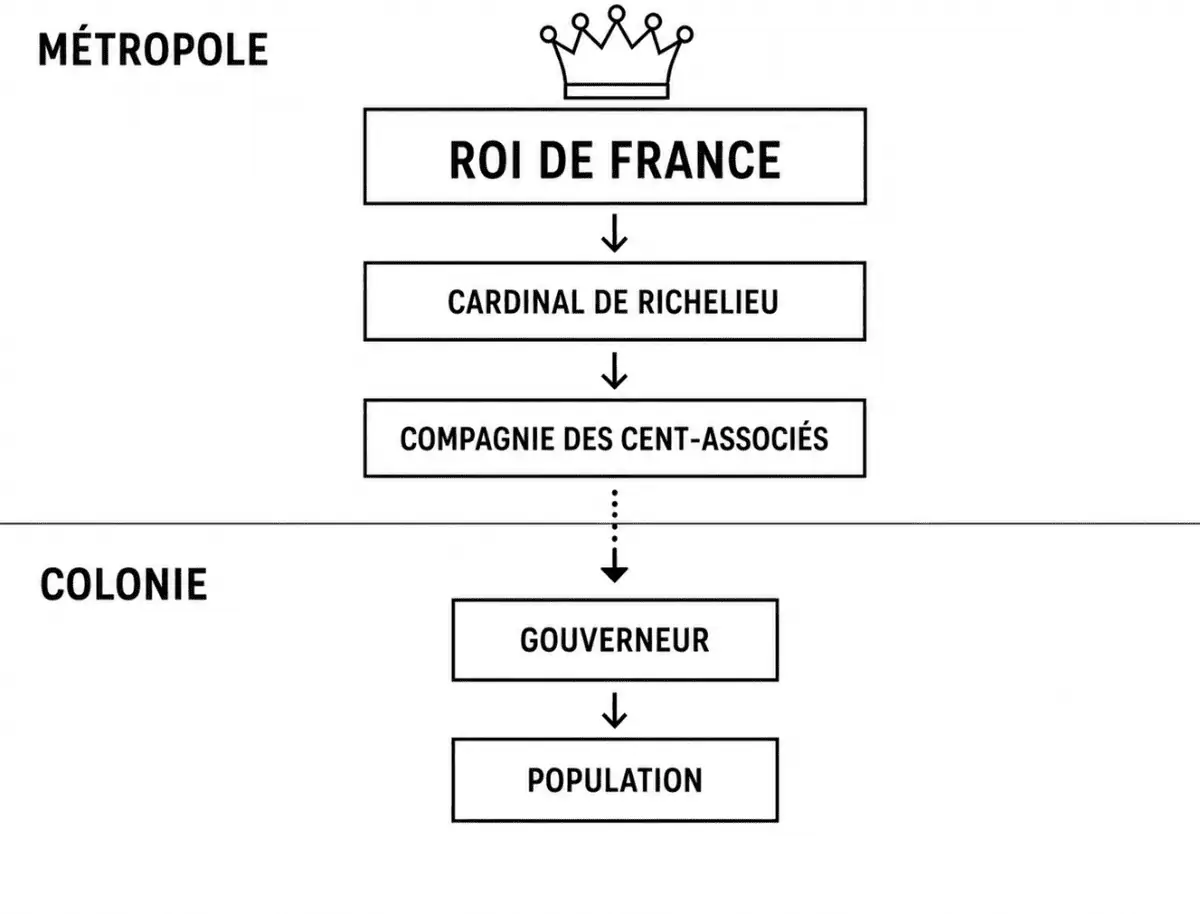 MÉTROPOLE
ROI DE FRANCE
CARDINAL DE RICHELIEU
COMPAGNIE DES CENT-ASSOCIÉS
COLONIE
GOUVERNEUR
POPULATION